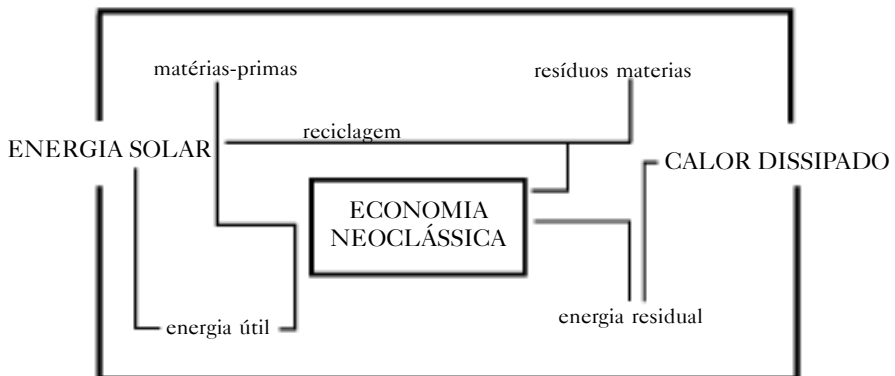 matérias-primas
resíduos materias
reciclagem
ENERGIA SOLAR
CALOR DISSIPADO
ECONOMIA
NEOCLÁSSICA
energia útil
energia residual